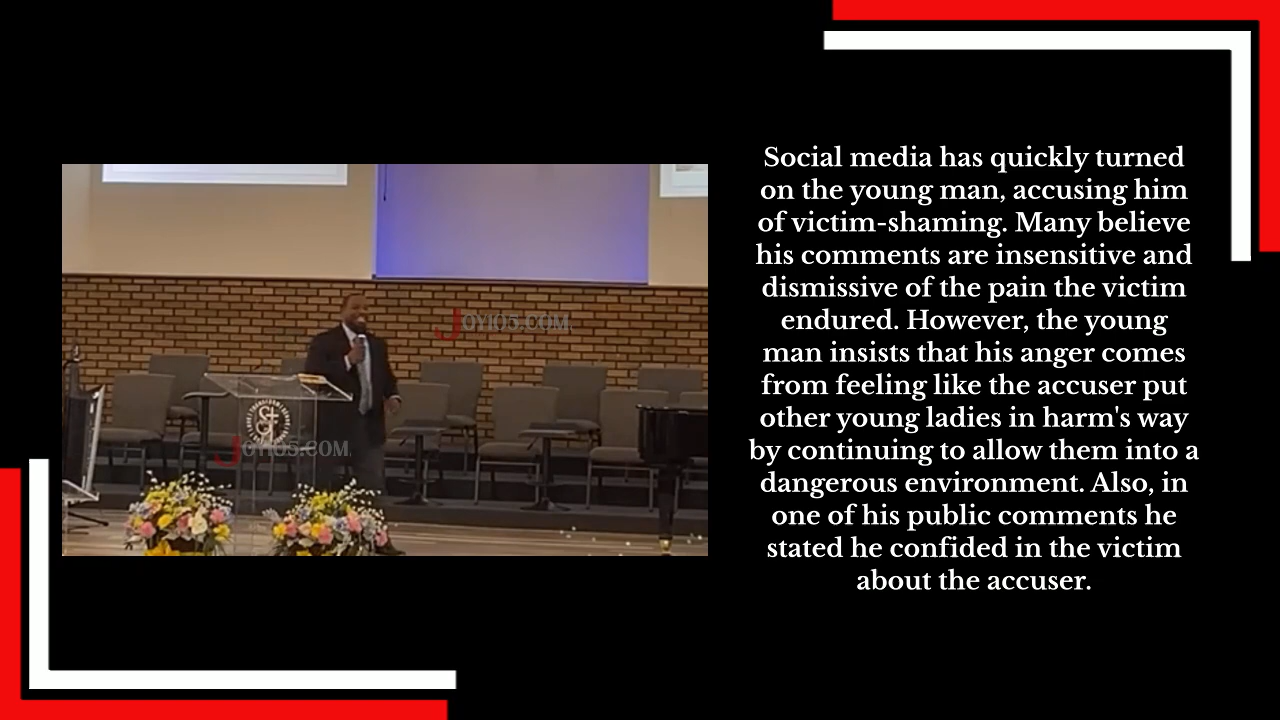 JOY105.COM
JOY105.COM
Social media has quickly turned
on the young man, accusing him
of victim-shaming. Many believe
his comments are insensitive and
dismissive of the pain the victim
endured. However, the young
man insists that his anger comes
from feeling like the accuser put
other young ladies in harm's way
by continuing to allow them into a
dangerous environment. Also, in
one of his public comments he
stated he confided in the victim
about the accuser.